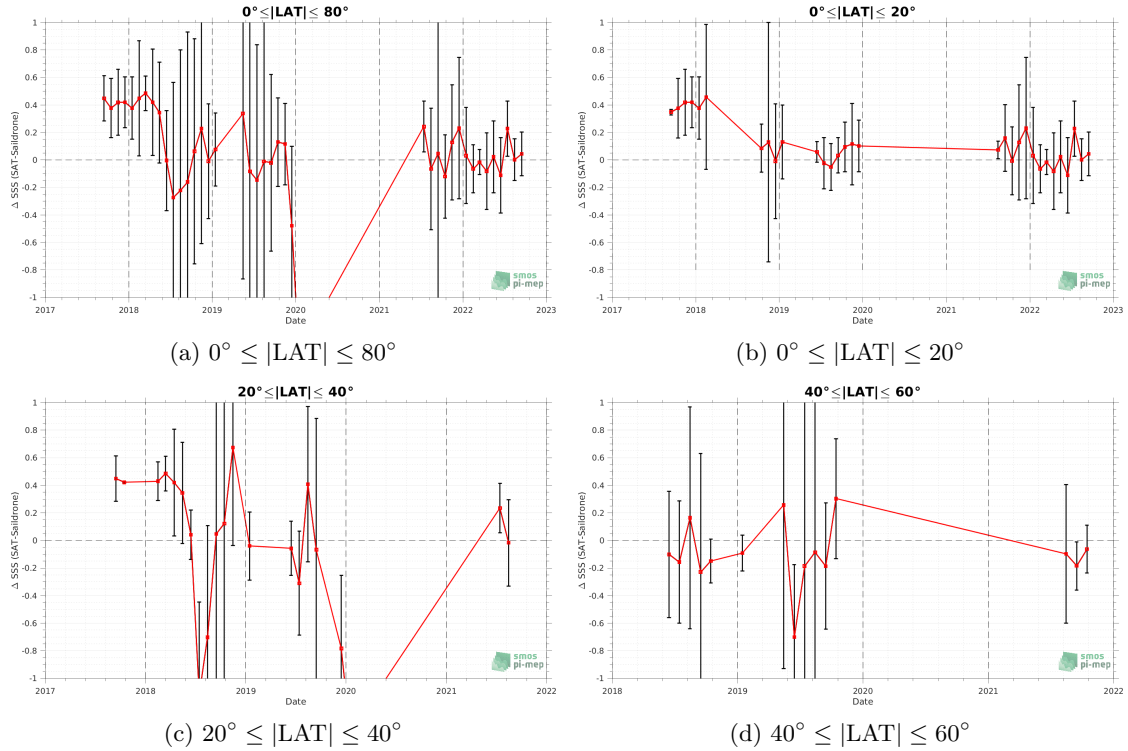 0°≤|LAT|≤ 80°
1
0.8
0.6
0.4
0.2
0
-0.2
-0.4
-0.6
-0.8
-1
Δ SSS (SAT-Saildrone)
2017 2018 2019 2020 2021 2022 2023
Date
smos
pi-mep
(a) 0° ≤ |LAT| ≤ 80°
0°≤|LAT|≤ 20°
1
0.8
0.6
0.4
0.2
0
-0.2
-0.4
-0.6
-0.8
-1
Δ SSS (SAT-Saildrone)
2017 2018 2019 2020 2021 2022 2023
Date
smos
pi-mep
(b) 0° ≤ |LAT| ≤ 20°
20°≤|LAT|≤ 40°
1
0.8
0.6
0.4
0.2
0
-0.2
-0.4
-0.6
-0.8
-1
Δ SSS (SAT-Saildrone)
2017 2018 2019 2020 2021 2022
Date
smos
pi-mep
(c) 20° ≤ |LAT| ≤ 40°
40°≤|LAT|≤ 60°
1
0.8
0.6
0.4
0.2
0
-0.2
-0.4
-0.6
-0.8
-1
Δ SSS (SAT-Saildrone)
2018 2019 2020 2021 2022
Date
smos
pi-mep
(d) 40° ≤ |LAT| ≤ 60°